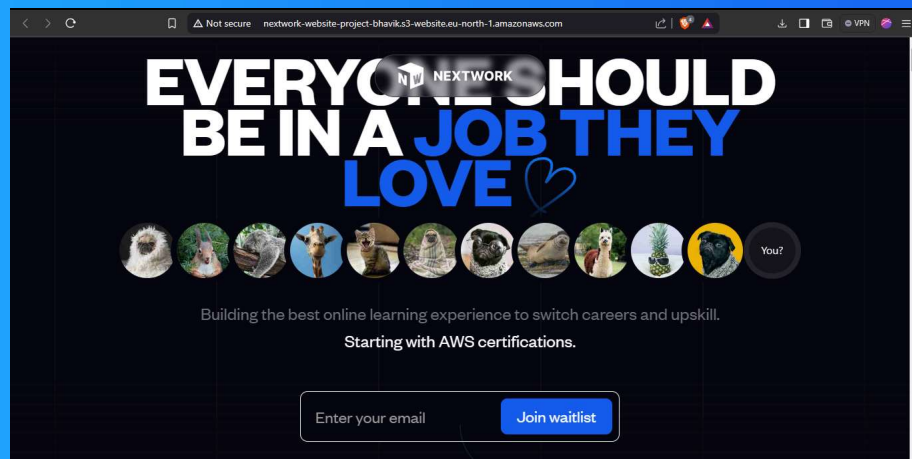 Not secure nextwork-website-project-bhavik.s3-website.eu-north-1.amazonaws.com
VPN
NW NEXTWORK
EVERYONE SHOULD
BE IN A JOB THEY
LOVE
You?
Building the best online learning experience to switch careers and upskill.
Starting with AWS certifications.
Enter your email Join waitlist